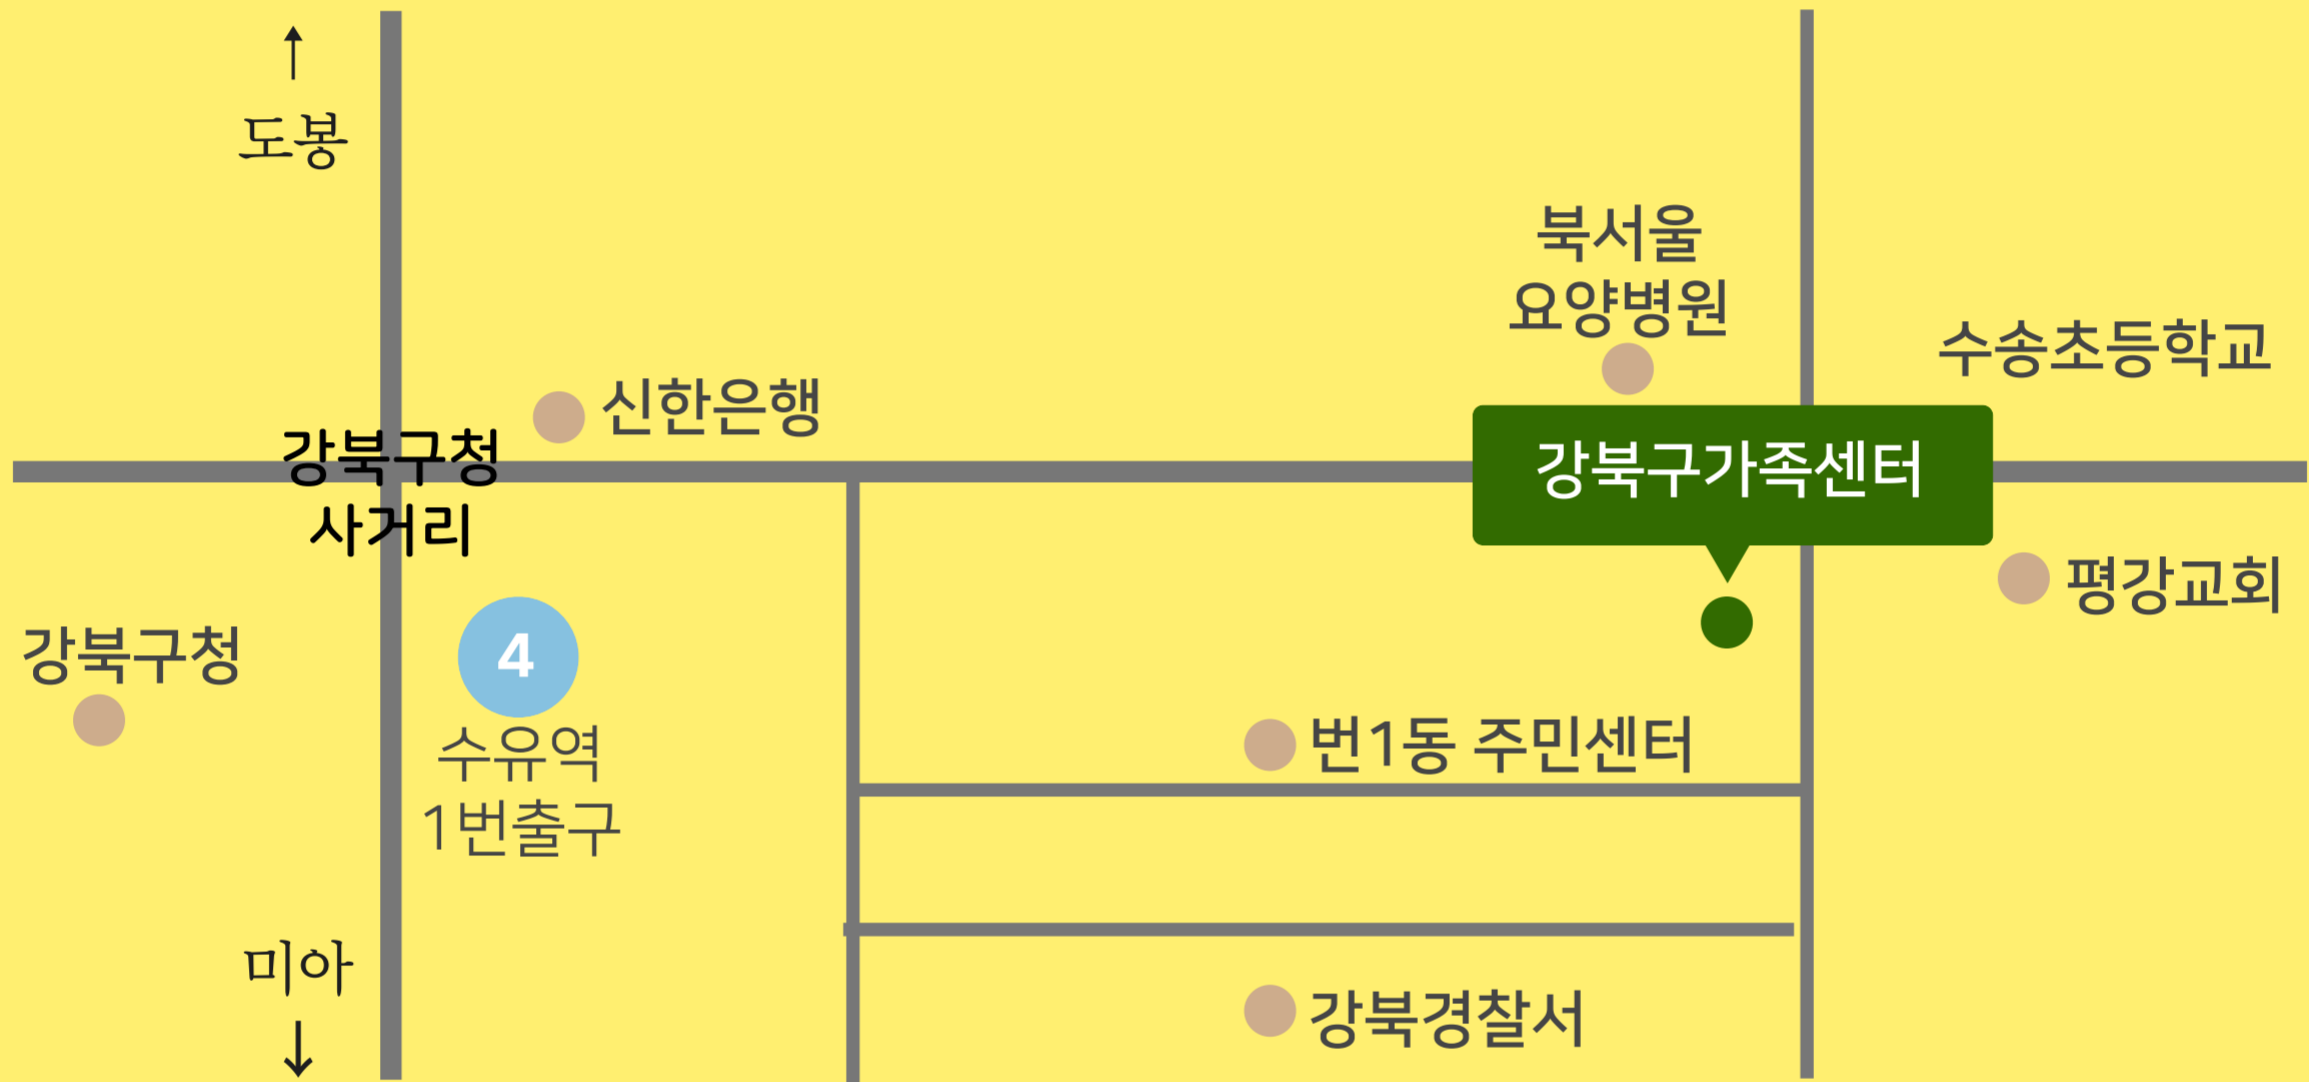 ↑
도봉
북서울
요양병원
수송초등학교
신한은행
강북구청
사거리
강북구가족센터
평강교회
강북구청
4
수유역
1번출구
번1동 주민센터
미아
↓
강북경찰서